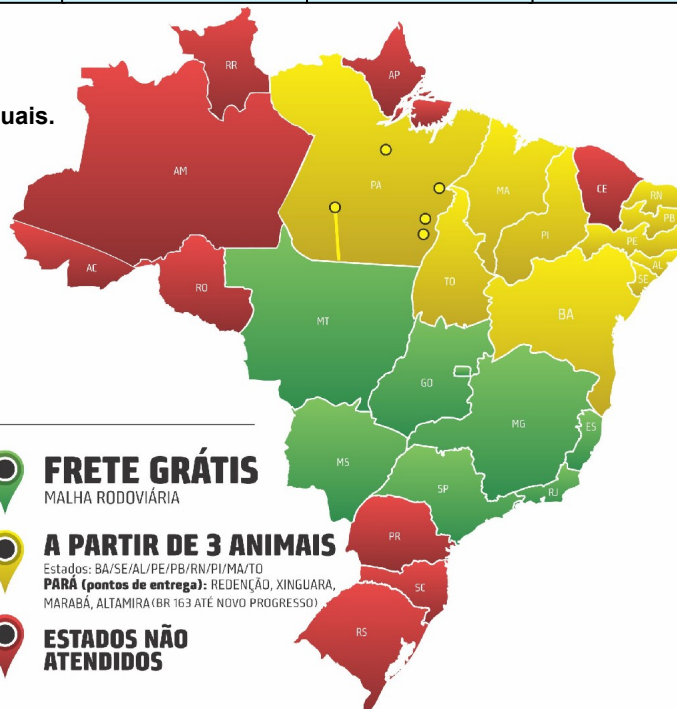 uais.
RR
AP
AM
PA
MA
CE
RN
PB
PI
PE
AL
SE
AC
RO
TO
BA
MT
GO
MG
ES
MS
SP
RJ
PR
SC
RS
FRETE GRÁTIS
MALHA RODOVIÁRIA
A PARTIR DE 3 ANIMAIS
Estados: BA/SE/AL/PE/PB/RN/PI/MA/TO
PARÁ (pontos de entrega): REDENÇÃO, XINGUARA,
MARABÁ, ALTAMIRA (BR 163 ATÉ NOVO PROGRESSO)
ESTADOS NÃO
ATENDIDOS